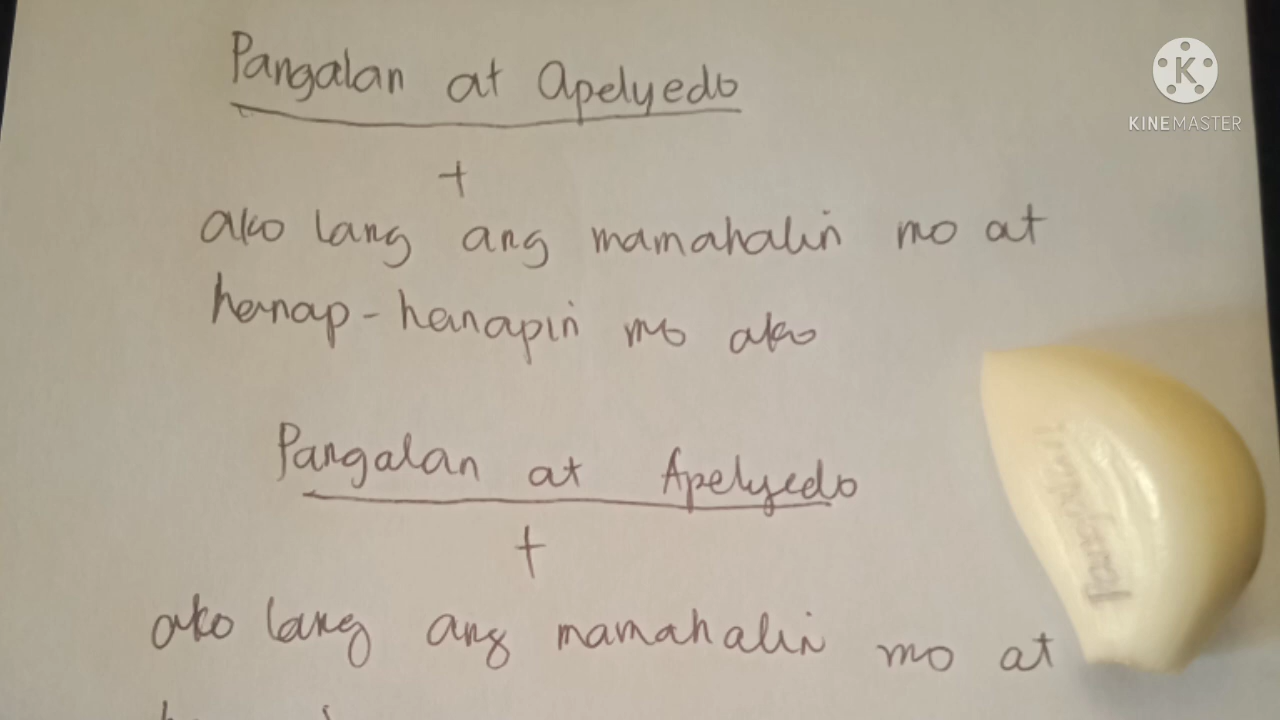 Pangalan at Apelyedo
+
ako lang ang mamahalin mo at
hanap-hanapin mo ako
Pangalan at Apelyedo
+
ako lang ang mamahalin mo at
Pangalan
K
KINEMASTER